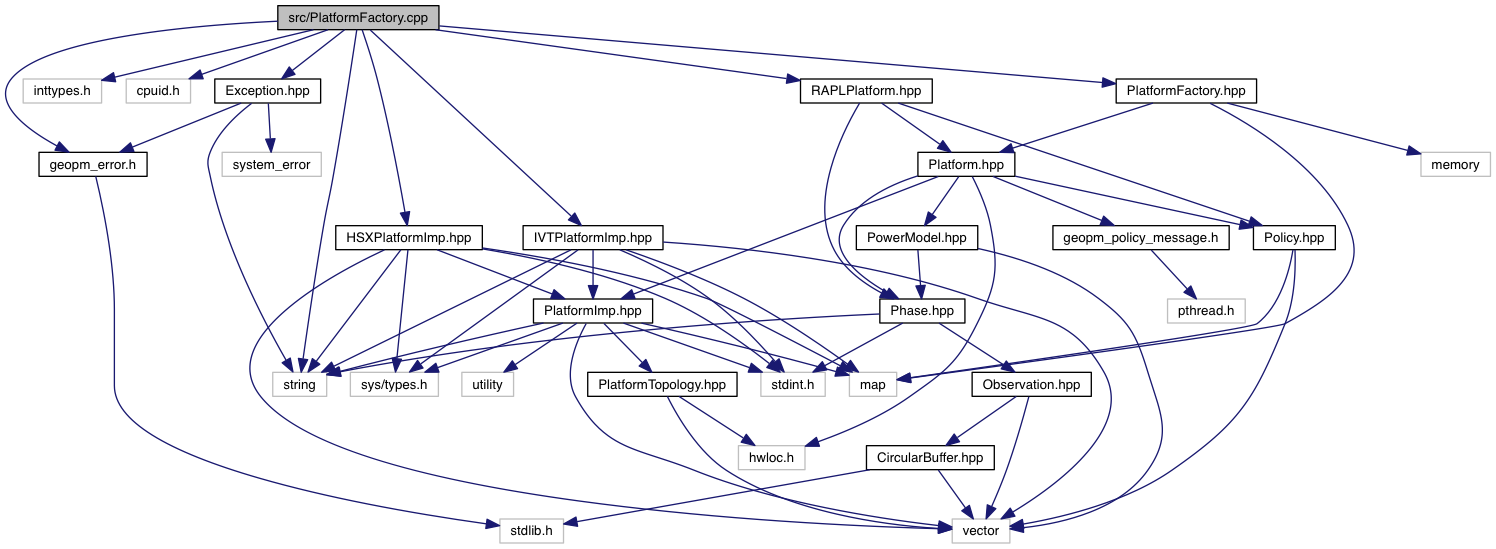 src/PlatformFactory.cpp
inttypes.h
cpuid.h
Exception.hpp
RAPLPlatform.hpp
PlatformFactory.hpp
geopm_error.h
system_error
Platform.hpp
memory
HSXPlatformImp.hpp
IVTPlatformImp.hpp
PowerModel.hpp
geopm_policy_message.h
Policy.hpp
PlatformImp.hpp
Phase.hpp
pthread.h
string
sys/types.h
utility
PlatformTopology.hpp
stdint.h
map
Observation.hpp
hwloc.h
CircularBuffer.hpp
stdlib.h
vector